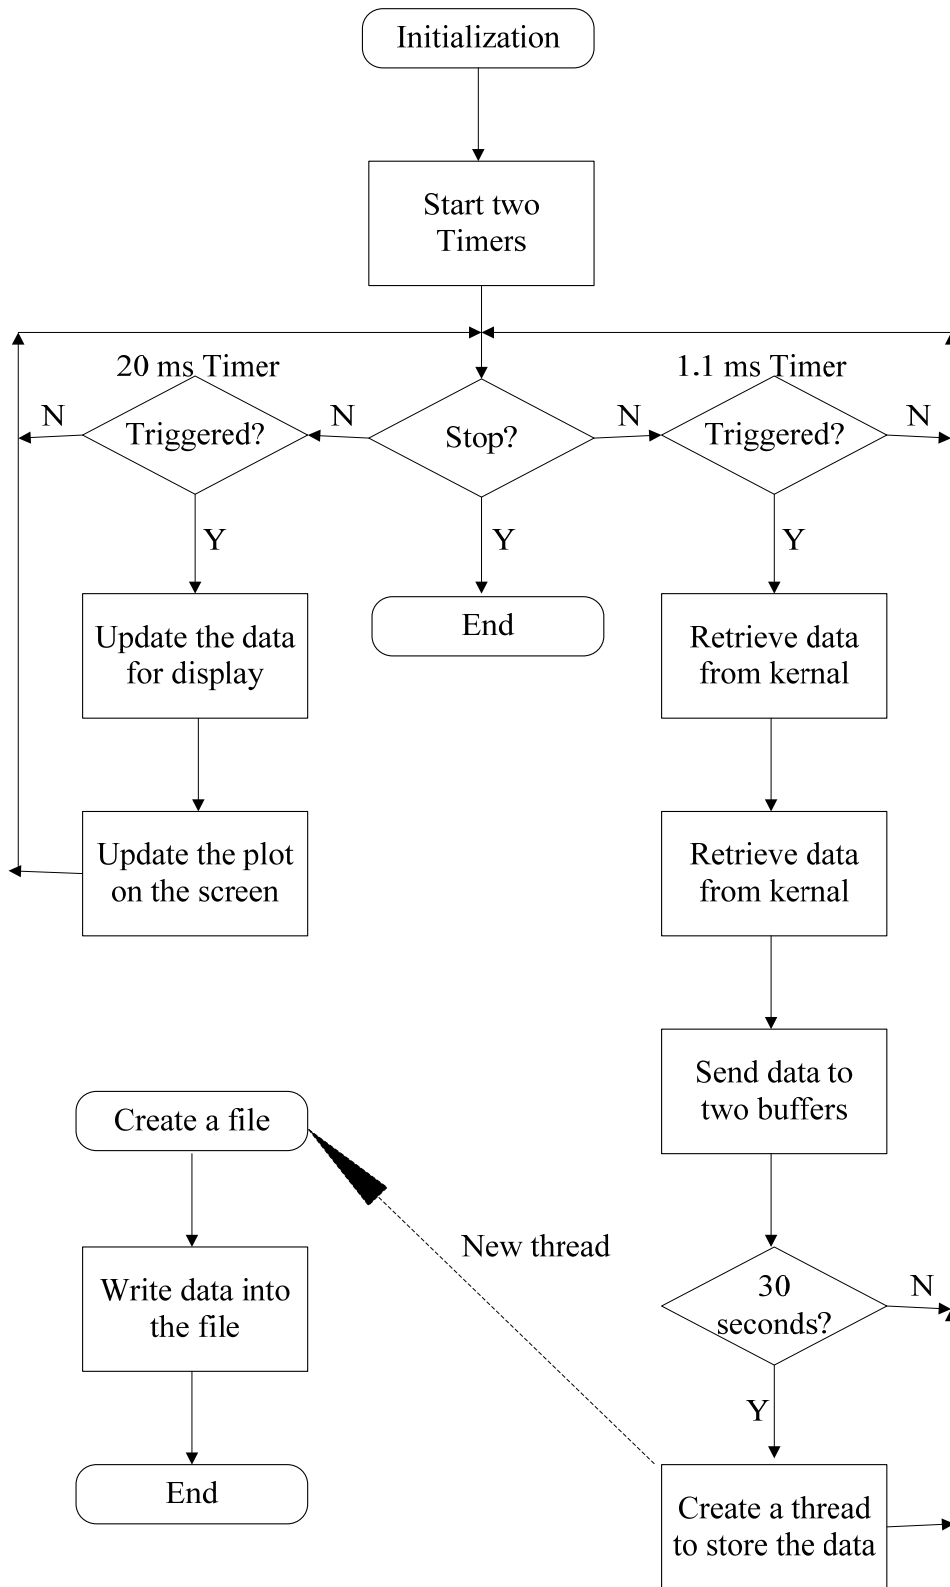 Initialization
Start two
Timers
20 ms Timer
1.1 ms Timer
N
Triggered?
N
Stop?
N
Triggered?
N
Y
Y
Y
Update the data
for display
End
Retrieve data
from kernal
Update the plot
on the screen
Retrieve data
from kernal
Send data to
two buffers
Create a file
New thread
Write data into
the file
30
seconds?
N
Y
End
Create a thread
to store the data